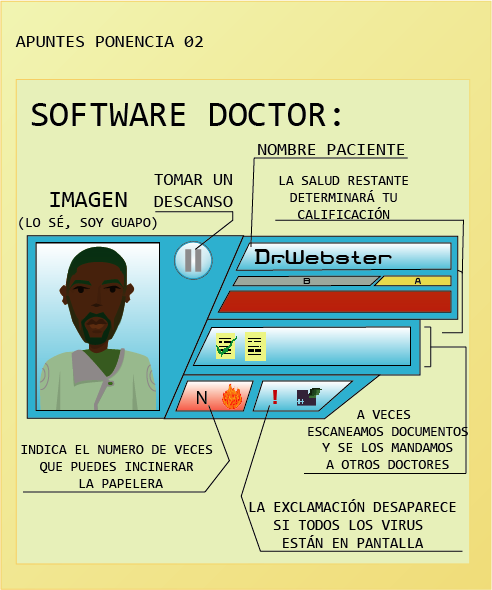 APUNTES PONENCIA 02
SOFTWARE DOCTOR:
NOMBRE PACIENTE
TOMAR UN
DESCANSO
LA SALUD RESTANTE
DETERMINARÁ TU
CALIFICACIÓN
IMAGEN
(LO SÉ, SOY GUAPO)
DrWebster
B A
N !
A VECES
ESCANEAMOS DOCUMENTOS
Y SE LOS MANDAMOS
A OTROS DOCTORES
INDICA EL NUMERO DE VECES
QUE PUEDES INCINERAR
LA PAPELERA
LA EXCLAMACIÓN DESAPARECE
SI TODOS LOS VIRUS
ESTÁN EN PANTALLA